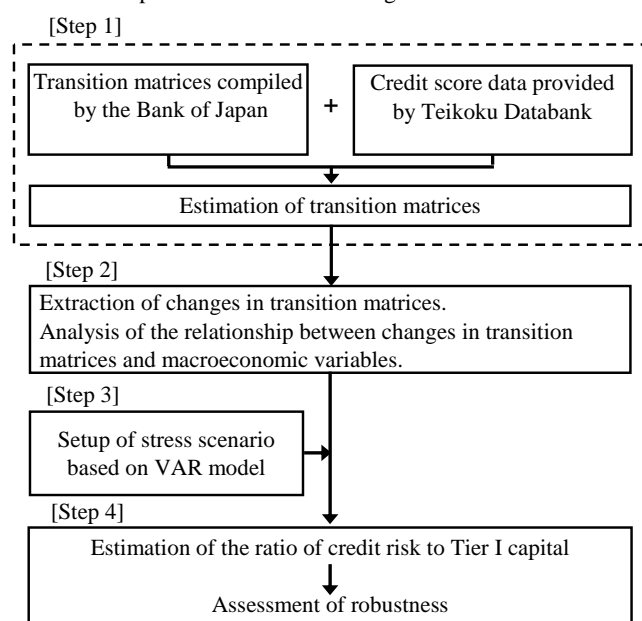 [Step 1]
Transition matrices compiled
by the Bank of Japan
+
Credit score data provided
by Teikoku Databank
Estimation of transition matrices
[Step 2]
Extraction of changes in transition matrices.
Analysis of the relationship between changes in transition
matrices and macroeconomic variables.
[Step 3]
Setup of stress scenario
based on VAR model
[Step 4]
Estimation of the ratio of credit risk to Tier I capital
Assessment of robustness